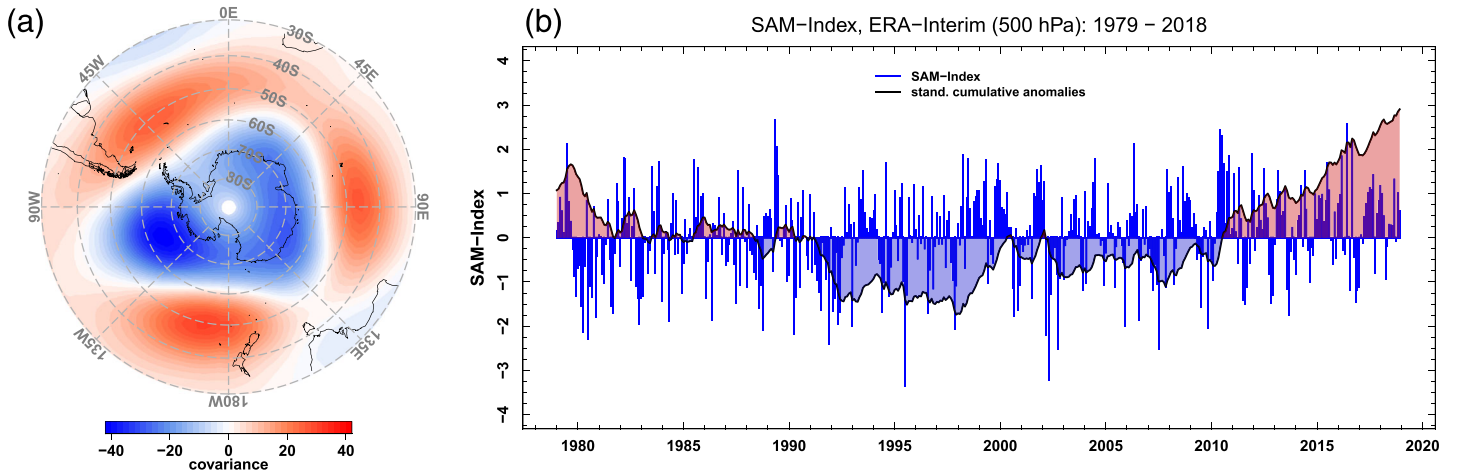 (a)
0E
30S
45W
45E
40S
50S
60S
70S
80S
90W
90E
135W
135E
180W
−40 −20 0 20 40
covariance
(b)
SAM−Index, ERA−Interim (500 hPa): 1979 − 2018
SAM−Index
stand. cumulative anomalies
SAM−Index
4
3
2
1
0
−1
−2
−3
−4
1980 1985 1990 1995 2000 2005 2010 2015 2020